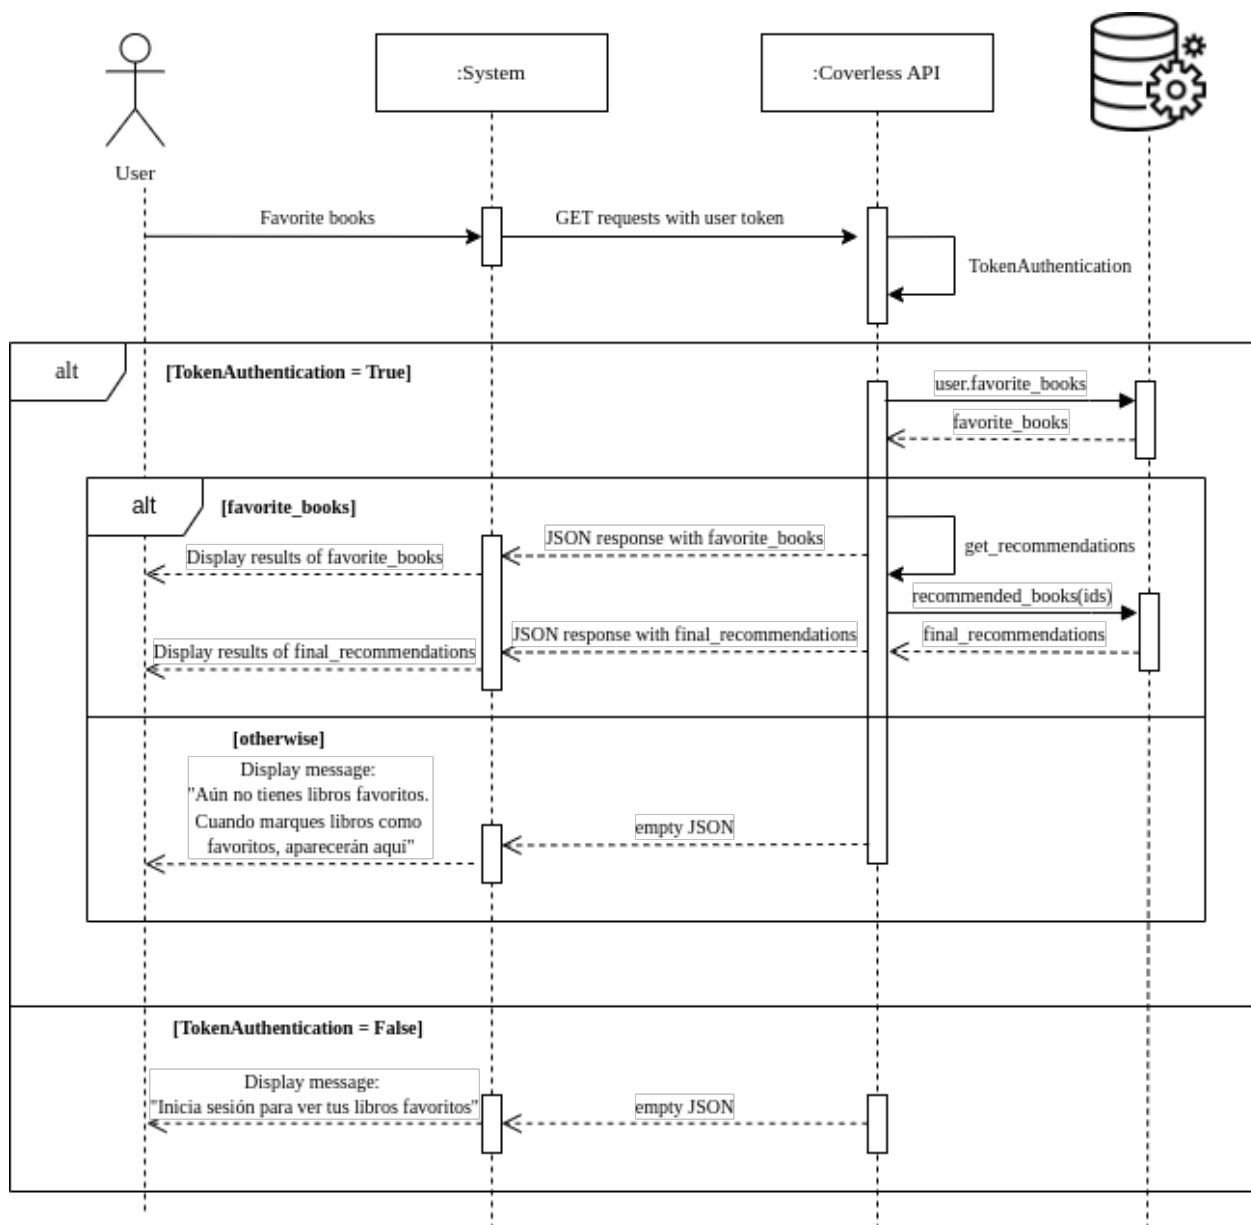 :System
:Coverless API
User
Favorite books
GET requests with user token
TokenAuthentication
alt
[TokenAuthentication = True]
user.favorite_books
favorite_books
alt
[favorite_books]
JSON response with favorite_books
get_recommendations
Display results of favorite_books
recommended_books(ids)
JSON response with final_recommendations
final_recommendations
Display results of final_recommendations
[otherwise]
Display message:
"Aún no tienes libros favoritos.
Cuando marques libros como
favoritos, aparecerán aquí"
empty JSON
[TokenAuthentication = False]
Display message:
"Inicia sesión para ver tus libros favoritos"
empty JSON